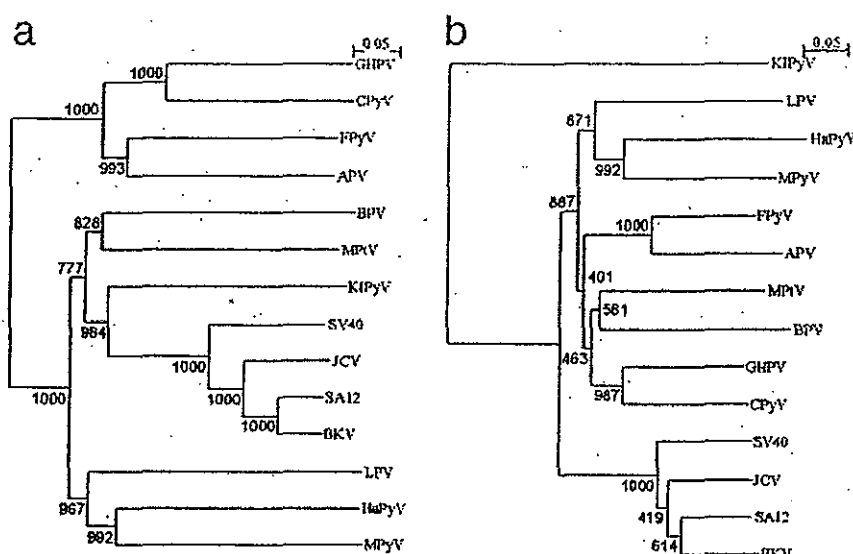 a
0.05
GHPV
1000
CPyV
1000
FPyV
993
APV
BPV
828
MPtV
777
KIPyV
984
SV40
1000
JCV
1000
SA12
1000
BKV
1000
LPV
967
HaPyV
992
MPyV
b
0.05
KIPyV
LPV
871
HaPyV
992
MPyV
887
FPyV
1000
APV
401
MPtV
561
BPV
463
GHPV
987
CPyV
SV40
1000
JCV
419
SA12
614